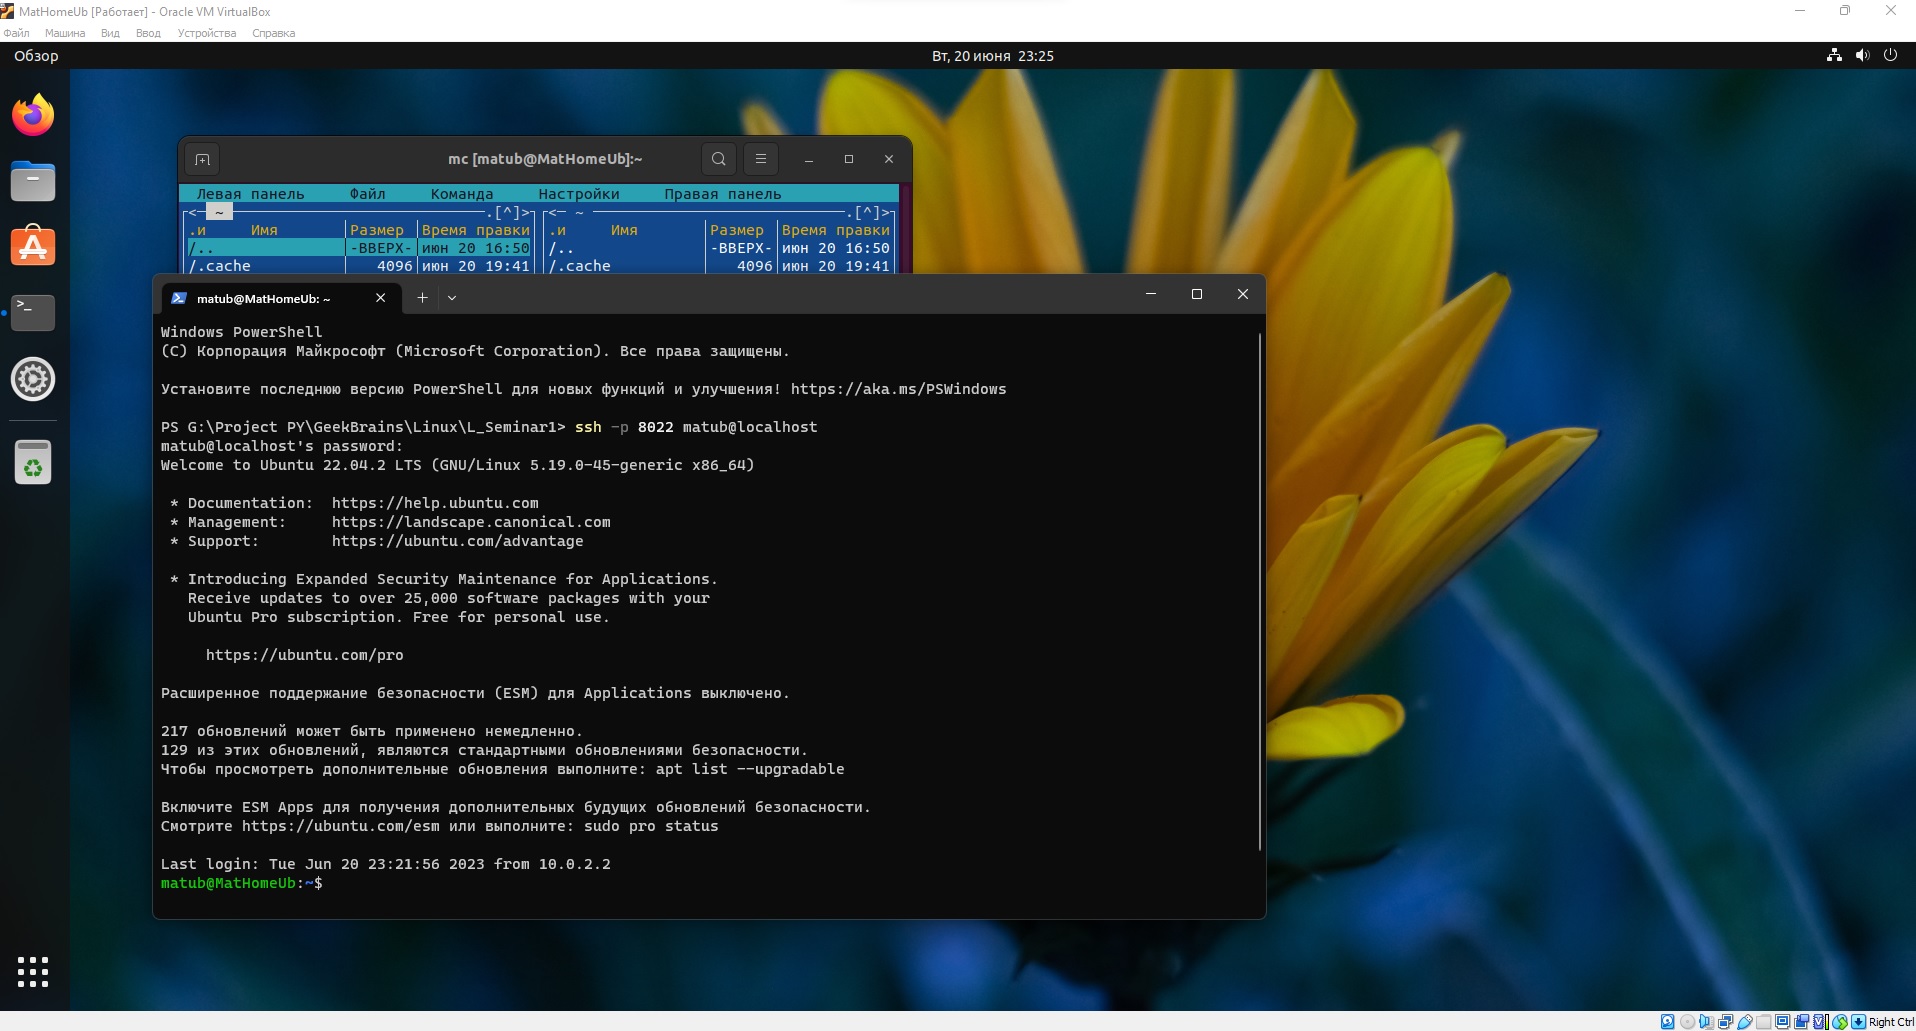 MatHomeUb [Работает] - Oracle VM VirtualBox
Файл Машина Вид Ввод Устройства Справка
Обзор
Вт, 20 июня 23:25
mc [matub@MatHomeUb]:~
Левая панель Файл Команда Настройки Правая панель
<─ ~ ─.[^]> <─ ~ ─.[^]>
.и Имя Размер Время правки .и Имя Размер Время правки
/.. -ВВЕРХ- июн 20 16:50 /.. -ВВЕРХ- июн 20 16:50
/.cache 4096 июн 20 19:41 /.cache 4096 июн 20 19:41
matub@MatHomeUb: ~
Windows PowerShell
(C) Корпорация Майкрософт (Microsoft Corporation). Все права защищены.
Установите последнюю версию PowerShell для новых функций и улучшения! https://aka.ms/PSWindows
PS G:\Project PY\GeekBrains\Linux\L_Seminar1> ssh -p 8022 matub@localhost
matub@localhost's password:
Welcome to Ubuntu 22.04.2 LTS (GNU/Linux 5.19.0-45-generic x86_64)
* Documentation: https://help.ubuntu.com
* Management: https://landscape.canonical.com
* Support: https://ubuntu.com/advantage
* Introducing Expanded Security Maintenance for Applications.
Receive updates to over 25,000 software packages with your
Ubuntu Pro subscription. Free for personal use.
https://ubuntu.com/pro
Расширенное поддержание безопасности (ESM) для Applications выключено.
217 обновлений может быть применено немедленно.
129 из этих обновлений, являются стандартными обновлениями безопасности.
Чтобы просмотреть дополнительные обновления выполните: apt list --upgradable
Включите ESM Apps для получения дополнительных будущих обновлений безопасности.
Смотрите https://ubuntu.com/esm или выполните: sudo pro status
Last login: Tue Jun 20 23:21:56 2023 from 10.0.2.2
matub@MatHomeUb:~$
Right Ctrl